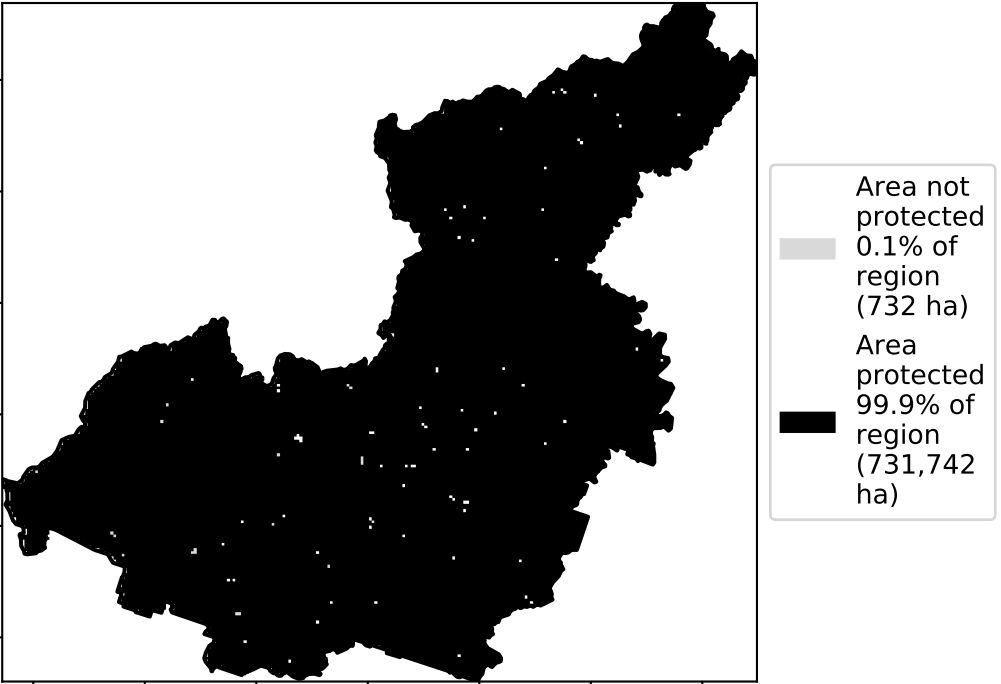 Area not
protected
0.1% of
region
(732 ha)
Area
protected
99.9% of
region
(731,742
ha)